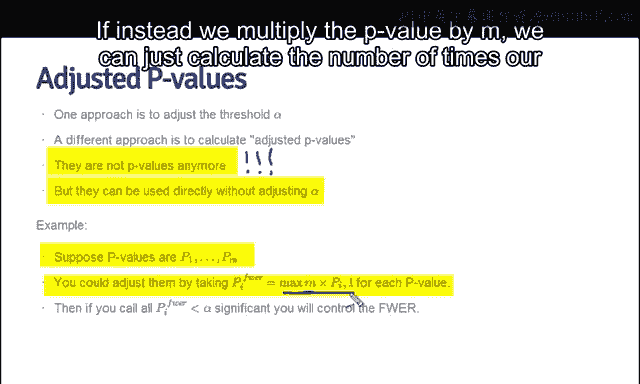 If instead we multiply the p-value by m, we
can just calculate the number of times our
Adjusted P-values
· One approach is to adjust the threshold α
· A different approach is to calculate "adjusted p-values"
· They are not p-values anymore !!!
· But they can be used directly without adjusting α
Example:
· Suppose P-values are P₁, …, Pₘ
· You could adjust them by taking Pᵢᶠʷᵉʳ = max m × Pᵢ, 1 for each P-value.
· Then if you call all Pᵢᶠʷᵉʳ < α significant you will control the FWER.